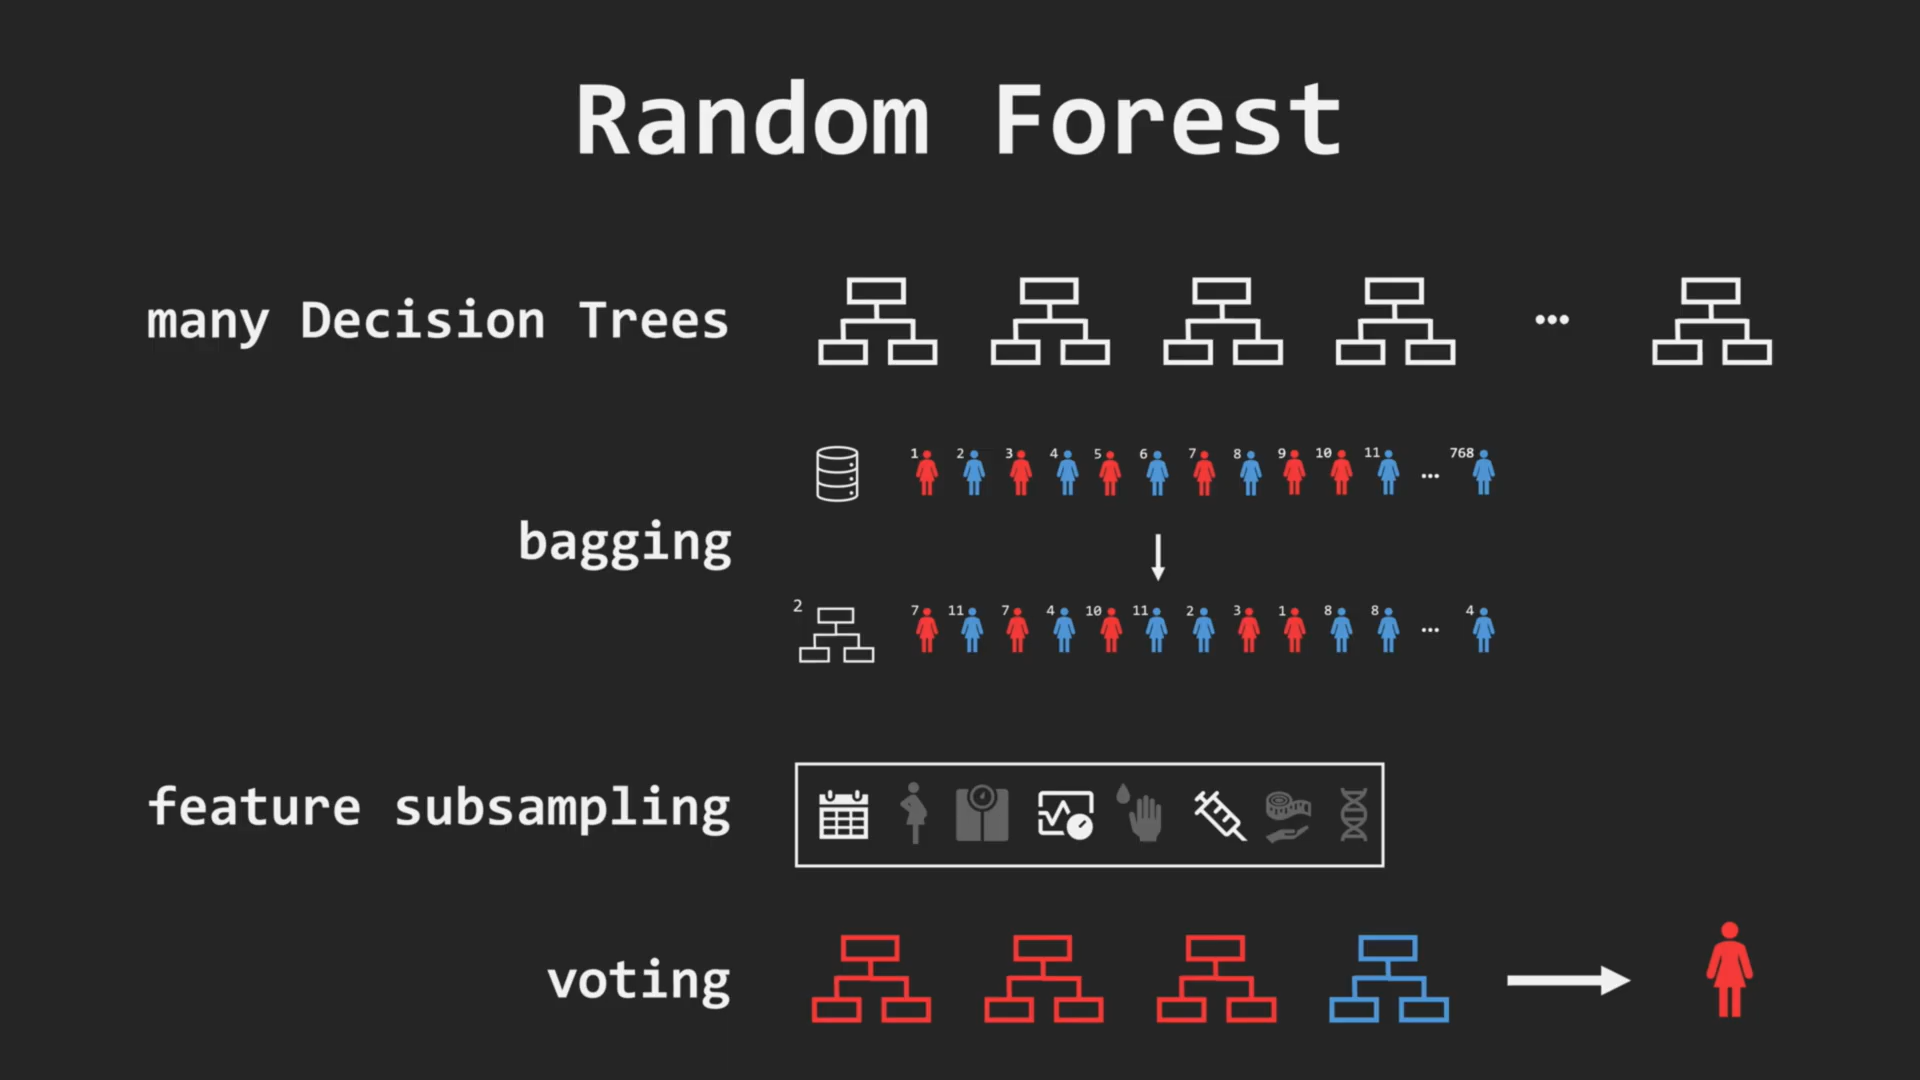 Random Forest
many Decision Trees ...
1 2 3 4 5 6 7 8 9 10 11 ... 768
bagging
2 7 11 7 4 10 11 2 3 1 8 8 ... 4
feature subsampling
voting